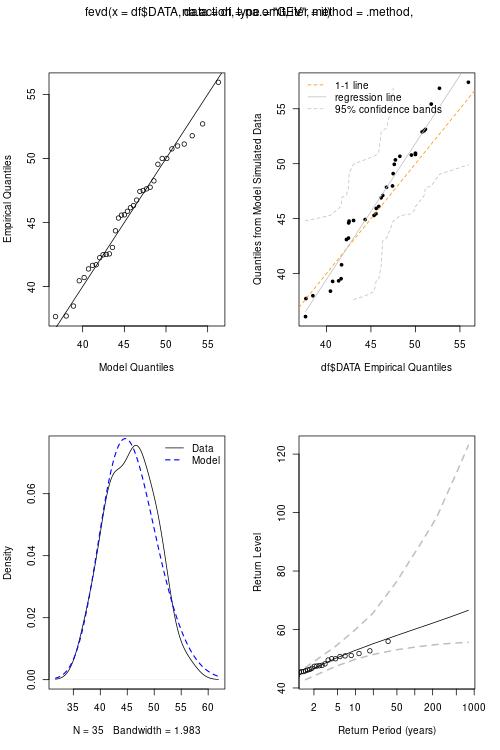 fevd(x = df$DATA, method = .method,
Empirical Quantiles
40 45 50 55
40 45 50 55
Model Quantiles
1-1 line
regression line
95% confidence bands
Quantiles from Model Simulated Data
40 45 50 55
40 45 50 55
df$DATA Empirical Quantiles
Data
Model
Density
0.00 0.02 0.04 0.06
35 40 45 50 55 60
N = 35 Bandwidth = 1.983
Return Level
40 60 80 100 120
2 5 10 50 200 1000
Return Period (years)